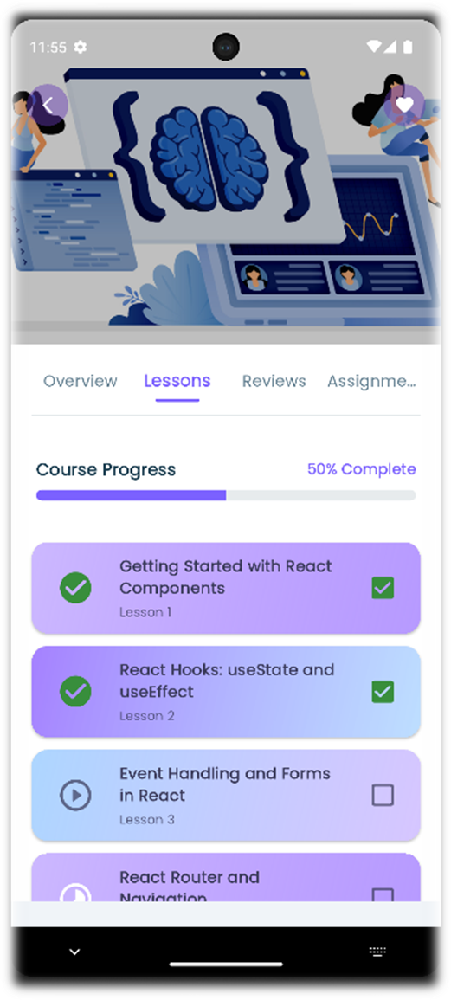 11:55
Overview Lessons Reviews Assignme...
Course Progress 50% Complete
Getting Started with React
Components
Lesson 1
React Hooks: useState and
useEffect
Lesson 2
Event Handling and Forms
in React
Lesson 3
React Router and
Navigation